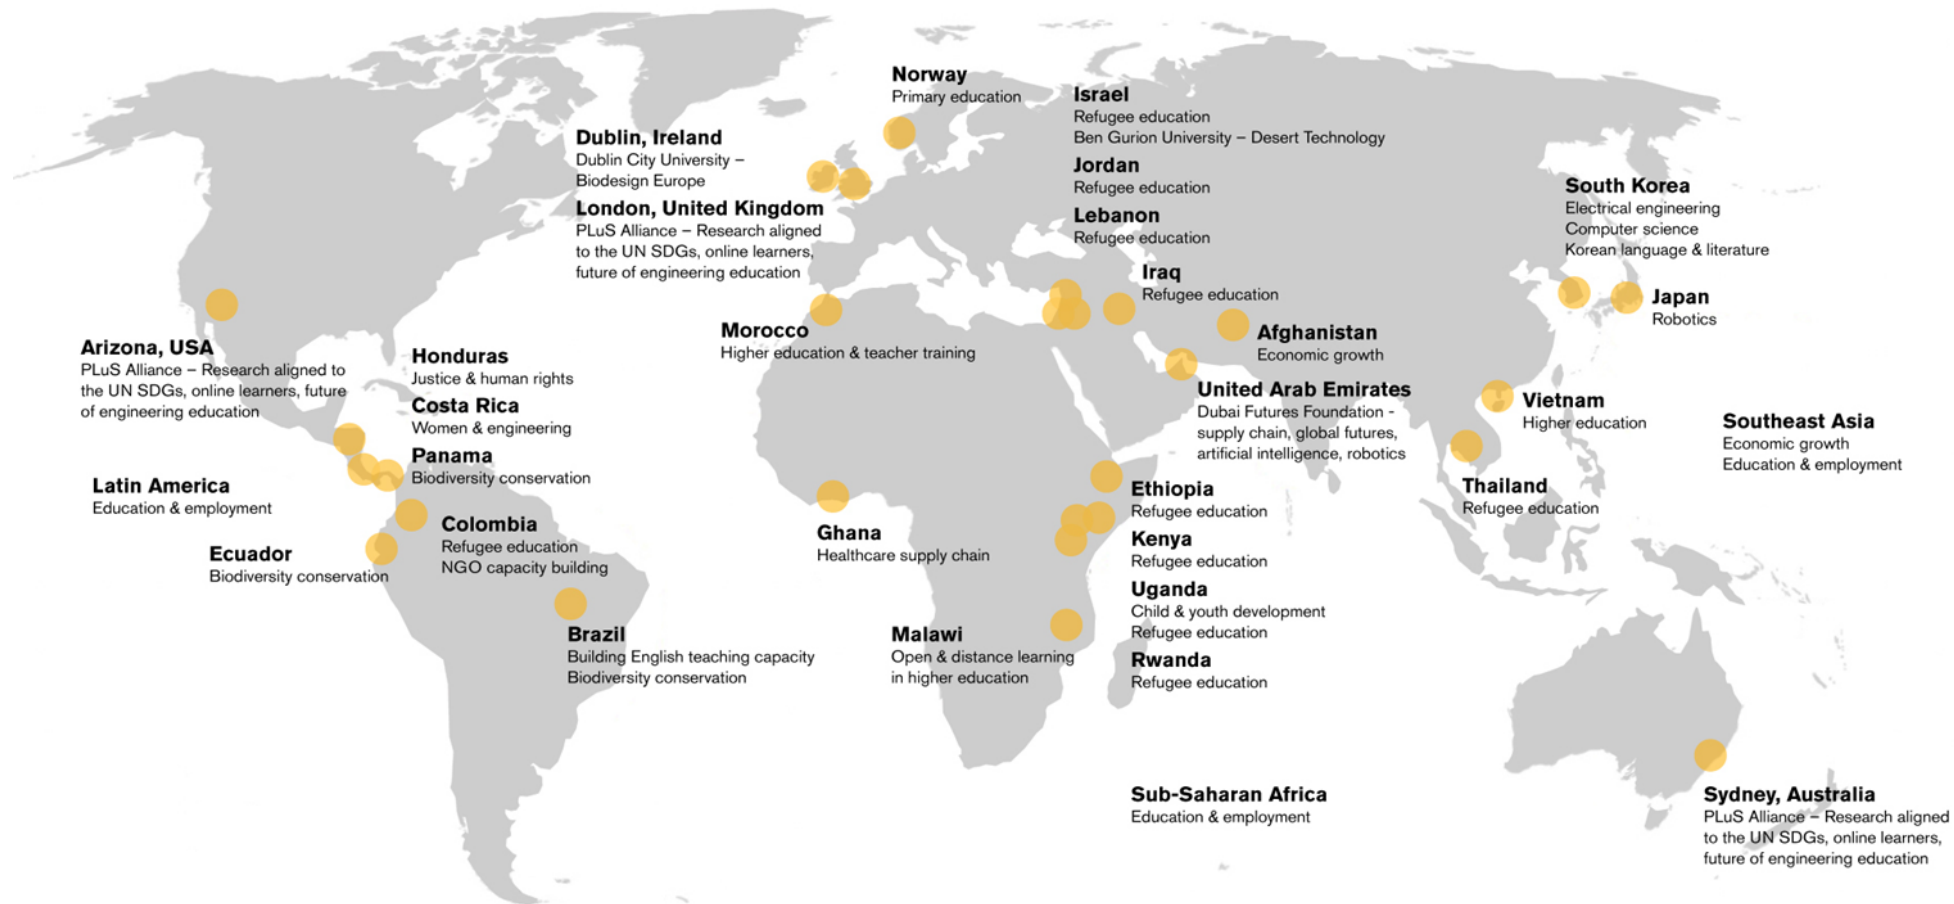 Norway
Primary education
Israel
Refugee education
Ben Gurion University – Desert Technology
Jordan
Refugee education
Lebanon
Refugee education
Dublin, Ireland
Dublin City University –
Biodesign Europe
London, United Kingdom
PLuS Alliance – Research aligned
to the UN SDGs, online learners,
future of engineering education
South Korea
Electrical engineering
Computer science
Korean language & literature
Iraq
Refugee education
Japan
Robotics
Morocco
Higher education & teacher training
Afghanistan
Economic growth
Arizona, USA
PLuS Alliance – Research aligned to
the UN SDGs, online learners, future
of engineering education
Honduras
Justice & human rights
Costa Rica
Women & engineering
Panama
Biodiversity conservation
United Arab Emirates
Dubai Futures Foundation -
supply chain, global futures,
artificial intelligence, robotics
Vietnam
Higher education
Southeast Asia
Economic growth
Education & employment
Latin America
Education & employment
Thailand
Refugee education
Ethiopia
Refugee education
Kenya
Refugee education
Uganda
Child & youth development
Refugee education
Rwanda
Refugee education
Colombia
Refugee education
NGO capacity building
Ecuador
Biodiversity conservation
Ghana
Healthcare supply chain
Brazil
Building English teaching capacity
Biodiversity conservation
Malawi
Open & distance learning
in higher education
Sub-Saharan Africa
Education & employment
Sydney, Australia
PLuS Alliance – Research aligned
to the UN SDGs, online learners,
future of engineering education